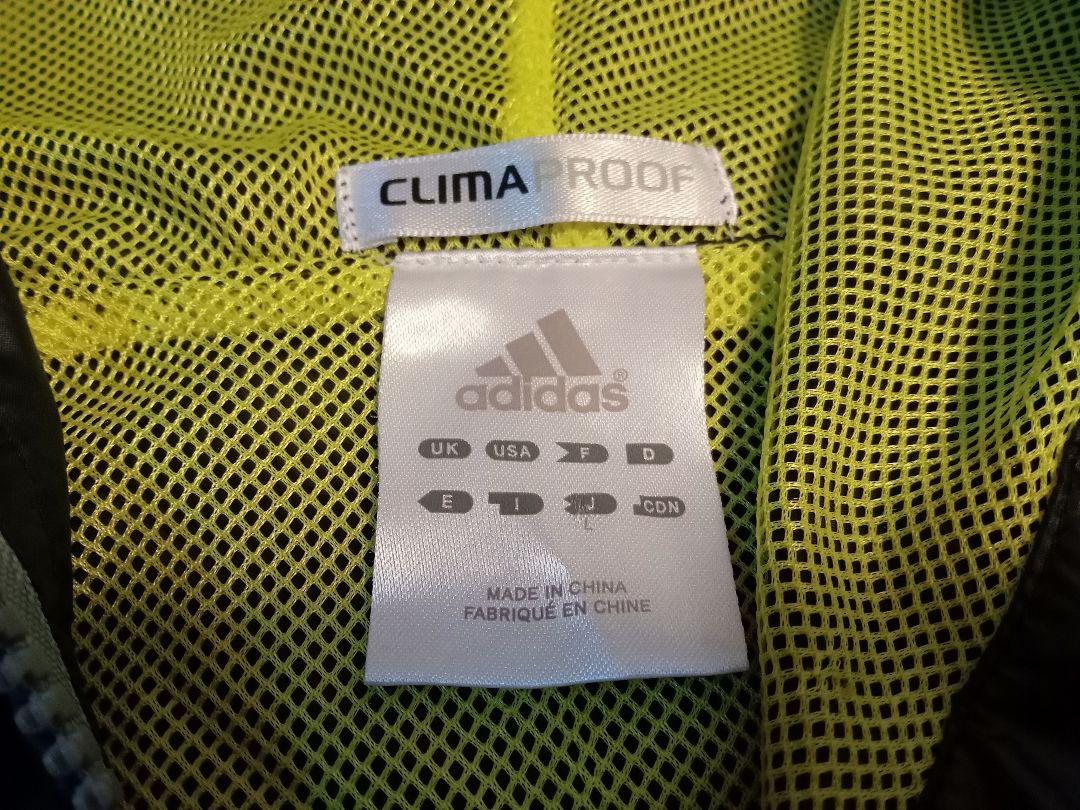 CLIMAPROOF
adidas®
UK USA F D
E I J CDN
L
MADE IN CHINA
FABRIQUÉ EN CHINE